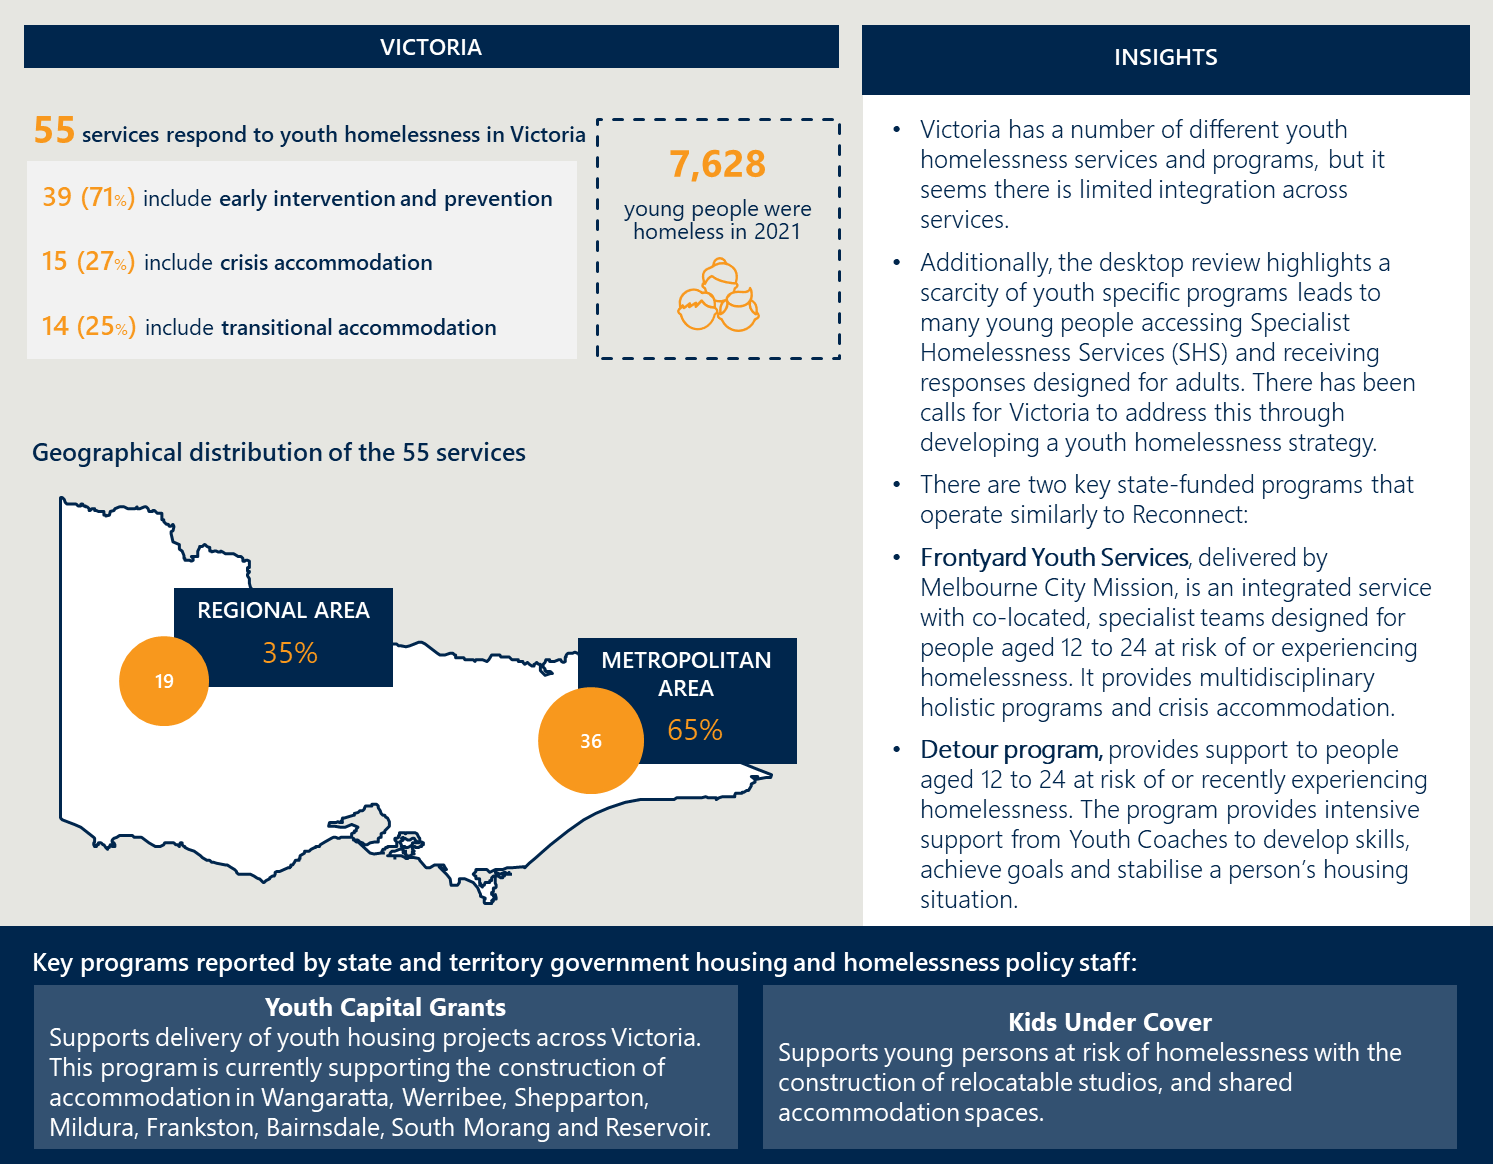 VICTORIA
55 services respond to youth homelessness in Victoria
39 (71%) include early intervention and prevention
15 (27%) include crisis accommodation
14 (25%) include transitional accommodation
7,628
young people were
homeless in 2021
Geographical distribution of the 55 services
REGIONAL AREA
35%
19
METROPOLITAN
AREA
65%
36
INSIGHTS
• Victoria has a number of different youth
homelessness services and programs, but it
seems there is limited integration across
services.
• Additionally, the desktop review highlights a
scarcity of youth specific programs leads to
many young people accessing Specialist
Homelessness Services (SHS) and receiving
responses designed for adults. There has been
calls for Victoria to address this through
developing a youth homelessness strategy.
• There are two key state-funded programs that
operate similarly to Reconnect:
• Frontyard Youth Services, delivered by
Melbourne City Mission, is an integrated service
with co-located, specialist teams designed for
people aged 12 to 24 at risk of or experiencing
homelessness. It provides multidisciplinary
holistic programs and crisis accommodation.
• Detour program, provides support to people
aged 12 to 24 at risk of or recently experiencing
homelessness. The program provides intensive
support from Youth Coaches to develop skills,
achieve goals and stabilise a person's housing
situation.
Key programs reported by state and territory government housing and homelessness policy staff:
Youth Capital Grants
Supports delivery of youth housing projects across Victoria.
This program is currently supporting the construction of
accommodation in Wangaratta, Werribee, Shepparton,
Mildura, Frankston, Bairnsdale, South Morang and Reservoir.
Kids Under Cover
Supports young persons at risk of homelessness with the
construction of relocatable studios, and shared
accommodation spaces.